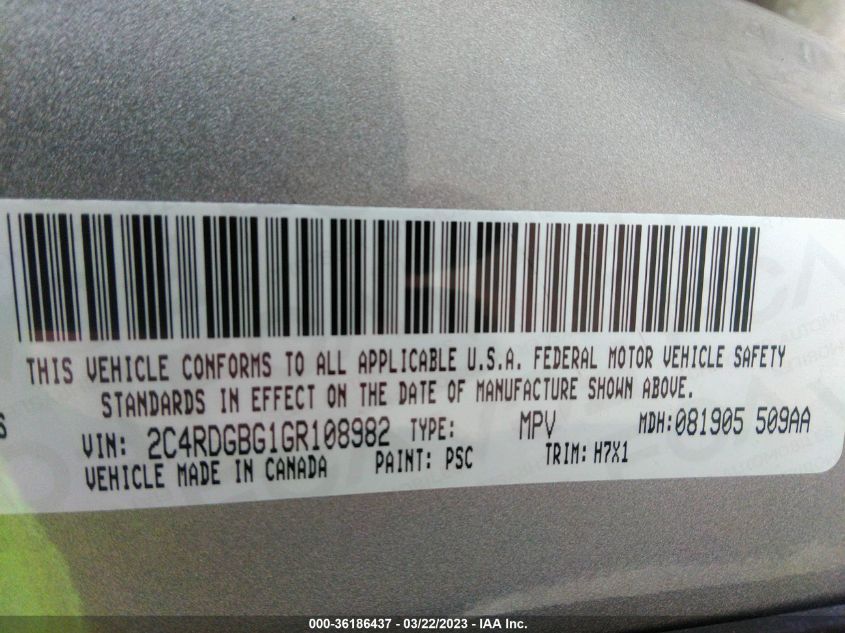 THIS VEHICLE CONFORMS TO ALL APPLICABLE U.S.A. FEDERAL MOTOR VEHICLE SAFETY
STANDARDS IN EFFECT ON THE DATE OF MANUFACTURE SHOWN ABOVE.
VIN: 2C4RDGBG1GR108982 TYPE: MPV MDH: 081905 509AA
VEHICLE MADE IN CANADA PAINT: PSC TRIM: H7X1
000-36186437 - 03/22/2023 - IAA Inc.